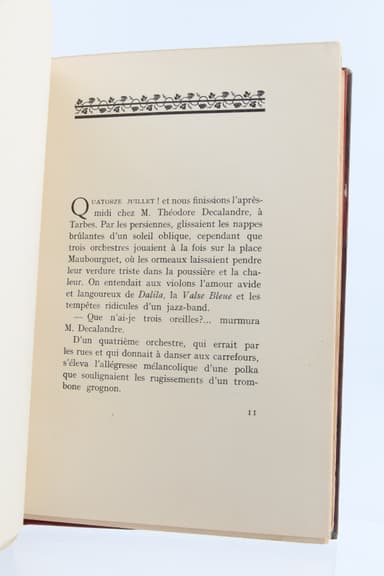 QUATORZE JUILLET ! et nous finissions l'après-
midi chez M. Théodore Decalandre, à
Tarbes. Par les persiennes, glissaient les nappes
brûlantes d'un soleil oblique, cependant que
trois orchestres jouaient à la fois sur la place
Maubourguet, où les ormeaux laissaient pendre
leur verdure triste dans la poussière et la cha-
leur. On entendait aux violons l'amour avide
et langoureux de Dalila, la Valse Bleue et les
tempêtes ridicules d'un jazz-band.
— Que n'ai-je trois oreilles?... murmura
M. Decalandre.
D'un quatrième orchestre, qui errait par
les rues et qui donnait à danser aux carrefours,
s'éleva l'allégresse mélancolique d'une polka
que soulignaient les rugissements d'un trom-
bone grognon.
11